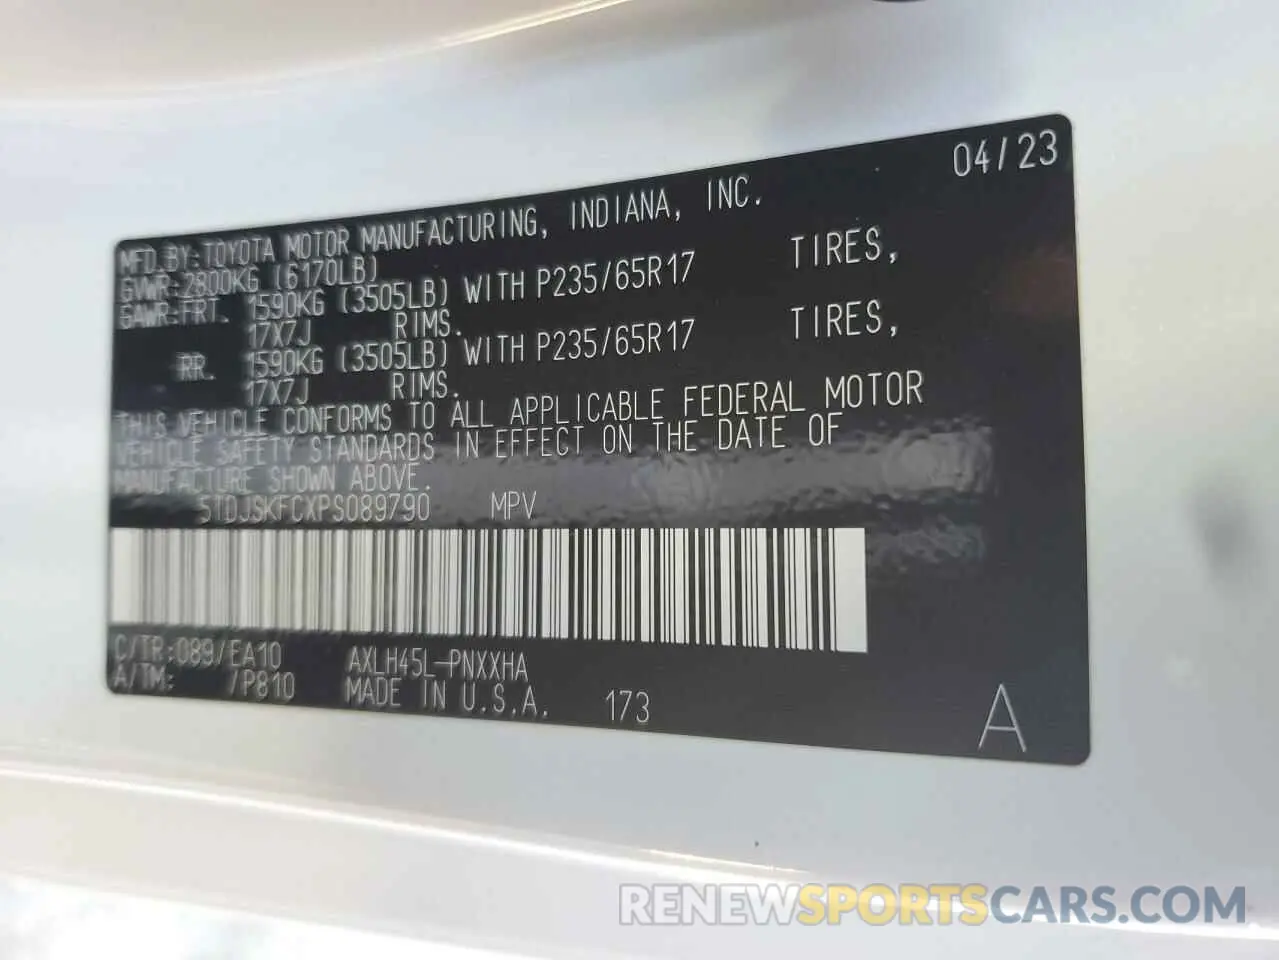 04/23
MFD.BY:TOYOTA MOTOR MANUFACTURING, INDIANA, INC.
GVWR:2800KG (6170LB)
GAWR:FRT. 1590KG (3505LB) WITH P235/65R17 TIRES,
17X7J RIMS.
RR. 1590KG (3505LB) WITH P235/65R17 TIRES,
17X7J RIMS.
THIS VEHICLE CONFORMS TO ALL APPLICABLE FEDERAL MOTOR
VEHICLE SAFETY STANDARDS IN EFFECT ON THE DATE OF
MANUFACTURE SHOWN ABOVE.
5TDJSKFCXPS089790 MPV
C/TR:089/EA10 AXLH45L-PNXXHA
A/TM: /P810 MADE IN U.S.A. 173
A
RENEWSPORTSCARS.COM